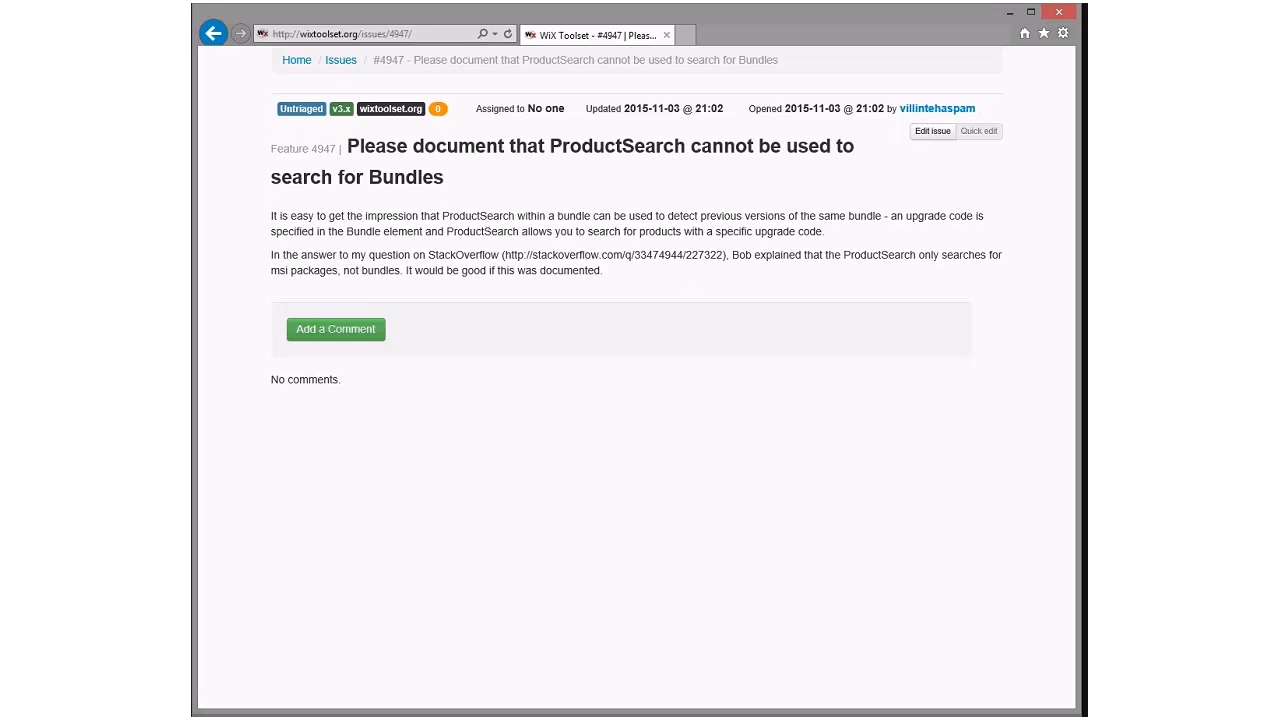 http://wixtoolset.org/issues/4947/
WiX Toolset - #4947 | Pleas...
Home / Issues / #4947 - Please document that ProductSearch cannot be used to search for Bundles
Untriaged v3.x wixtoolset.org 0 Assigned to No one Updated 2015-11-03 @ 21:02 Opened 2015-11-03 @ 21:02 by villintehaspam
Edit issue Quick edit
Feature 4947 | Please document that ProductSearch cannot be used to
search for Bundles
It is easy to get the impression that ProductSearch within a bundle can be used to detect previous versions of the same bundle - an upgrade code is
specified in the Bundle element and ProductSearch allows you to search for products with a specific upgrade code.
In the answer to my question on StackOverflow (http://stackoverflow.com/q/33474944/227322), Bob explained that the ProductSearch only searches for
msi packages, not bundles. It would be good if this was documented.
Add a Comment
No comments.